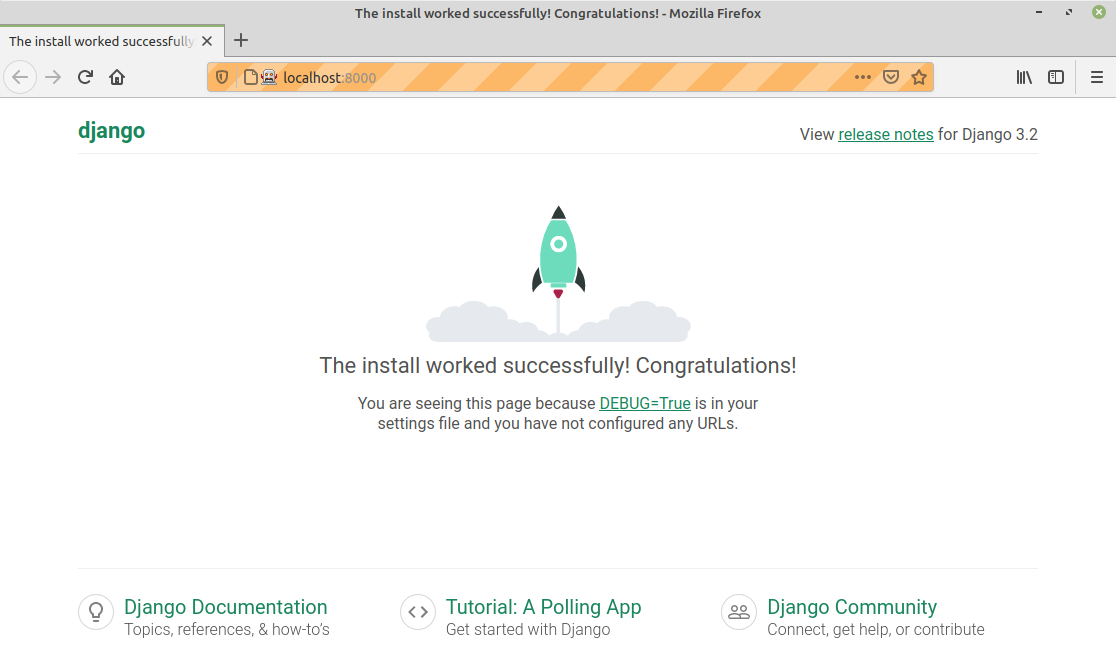 The install worked successfully! Congratulations! - Mozilla Firefox
The install worked successfully
localhost:8000
django
View release notes for Django 3.2
The install worked successfully! Congratulations!
You are seeing this page because DEBUG=True is in your
settings file and you have not configured any URLs.
Django Documentation
Topics, references, & how-to’s
Tutorial: A Polling App
Get started with Django
Django Community
Connect, get help, or contribute